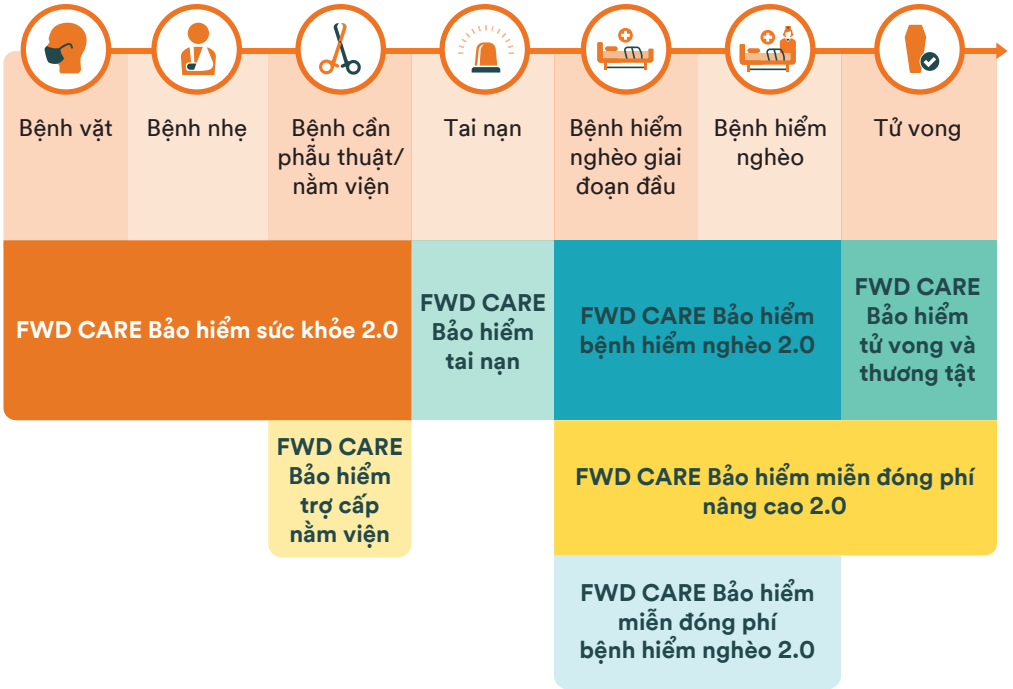 Bệnh vặt
Bệnh nhẹ
Bệnh cần
phẫu thuật/
nằm viện
Tai nạn
Bệnh hiểm
nghèo giai
đoạn đầu
Bệnh hiểm
nghèo
Tử vong
FWD CARE Bảo hiểm sức khỏe 2.0
FWD CARE
Bảo hiểm
tai nạn
FWD CARE Bảo hiểm
bệnh hiểm nghèo 2.0
FWD CARE
Bảo hiểm
tử vong và
thương tật
FWD CARE
Bảo hiểm
trợ cấp
nằm viện
FWD CARE Bảo hiểm miễn đóng phí
nâng cao 2.0
FWD CARE Bảo hiểm
miễn đóng phí
bệnh hiểm nghèo 2.0